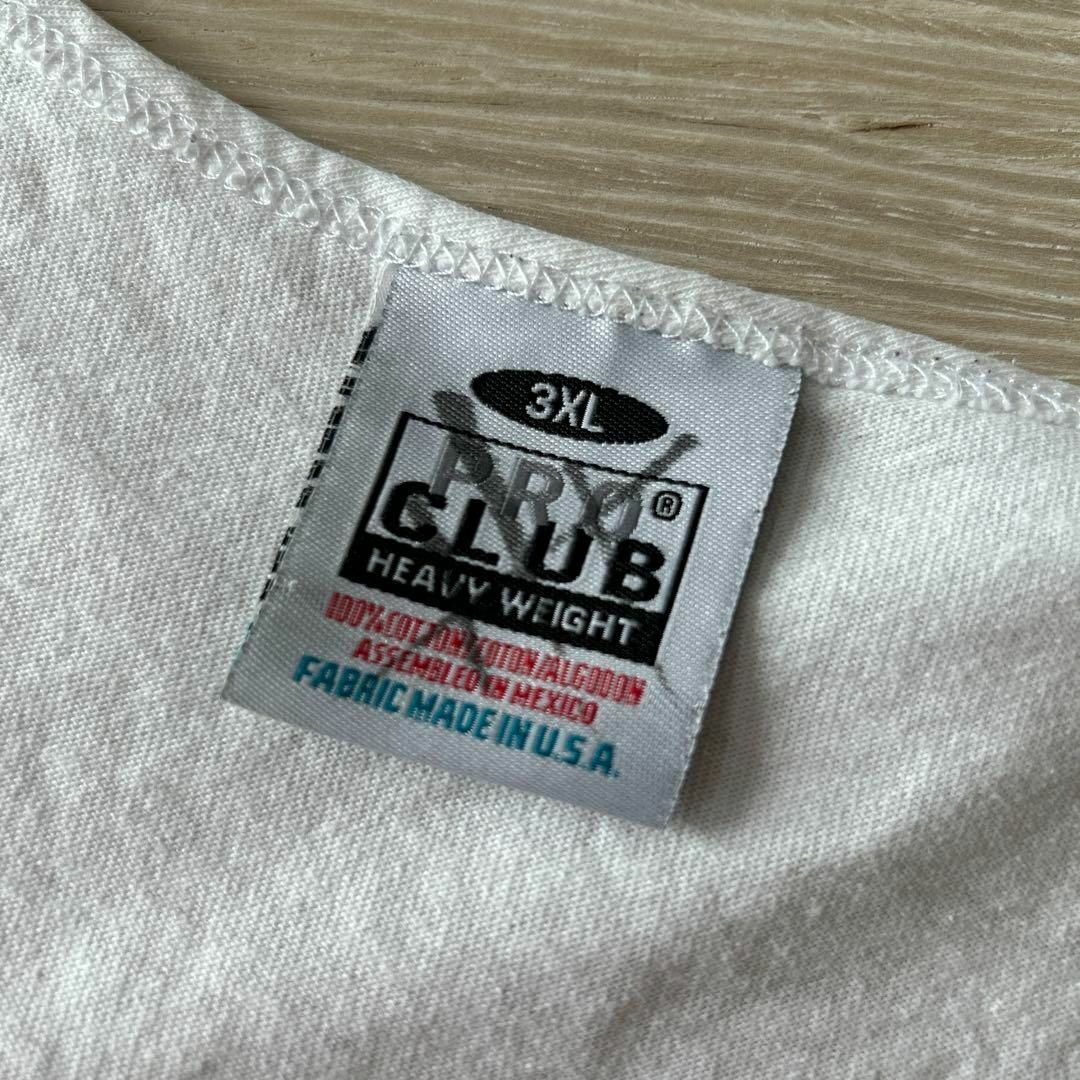 3XL
PRO®
CLUB
HEAVY WEIGHT
100% COTTON/COTON/ALGODON
ASSEMBLED IN MEXICO
FABRIC MADE IN U.S.A.